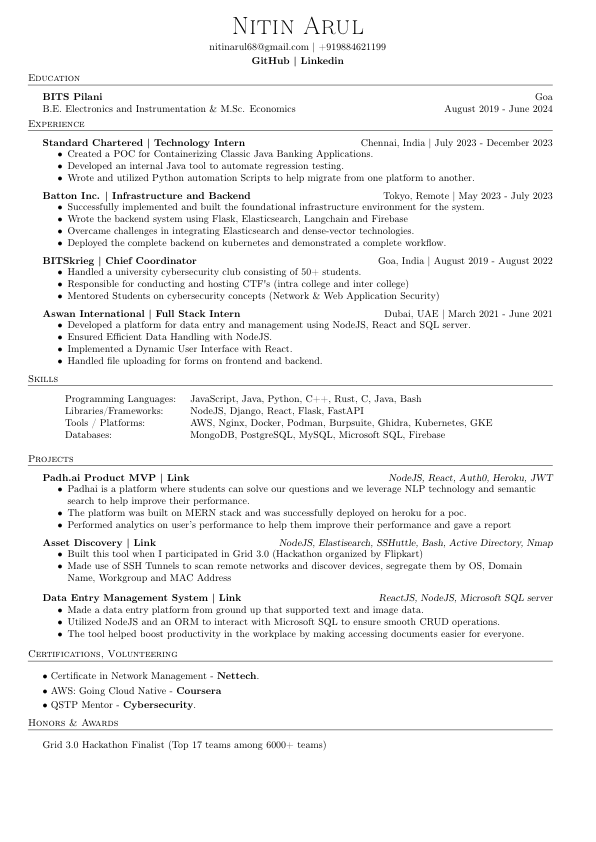 Nitin Arul
nitinarul68@gmail.com | +919884621199
GitHub | Linkedin
Education
BITS Pilani Goa
B.E. Electronics and Instrumentation & M.Sc. Economics August 2019 - June 2024
Experience
Standard Chartered | Technology Intern Chennai, India | July 2023 - December 2023
• Created a POC for Containerizing Classic Java Banking Applications.
• Developed an internal Java tool to automate regression testing.
• Wrote and utilized Python automation Scripts to help migrate from one platform to another.
Batton Inc. | Infrastructure and Backend Tokyo, Remote | May 2023 - July 2023
• Successfully implemented and built the foundational infrastructure environment for the system.
• Wrote the backend system using Flask, Elasticsearch, Langchain and Firebase
• Overcame challenges in integrating Elasticsearch and dense-vector technologies.
• Deployed the complete backend on kubernetes and demonstrated a complete workflow.
BITSkrieg | Chief Coordinator Goa, India | August 2019 - August 2022
• Handled a university cybersecurity club consisting of 50+ students.
• Responsible for conducting and hosting CTF's (intra college and inter college)
• Mentored Students on cybersecurity concepts (Network & Web Application Security)
Aswan International | Full Stack Intern Dubai, UAE | March 2021 - June 2021
• Developed a platform for data entry and management using NodeJS, React and SQL server.
• Ensured Efficient Data Handling with NodeJS.
• Implemented a Dynamic User Interface with React.
• Handled file uploading for forms on frontend and backend.
Skills
Programming Languages: JavaScript, Java, Python, C++, Rust, C, Java, Bash
Libraries/Frameworks: NodeJS, Django, React, Flask, FastAPI
Tools / Platforms: AWS, Nginx, Docker, Podman, Burpsuite, Ghidra, Kubernetes, GKE
Databases: MongoDB, PostgreSQL, MySQL, Microsoft SQL, Firebase
Projects
Padh.ai Product MVP | Link NodeJS, React, Auth0, Heroku, JWT
• Padhai is a platform where students can solve our questions and we leverage NLP technology and semantic
search to help improve their performance.
• The platform was built on MERN stack and was successfully deployed on heroku for a poc.
• Performed analytics on user's performance to help them improve their performance and gave a report
Asset Discovery | Link NodeJS, Elastisearch, SSHuttle, Bash, Active Directory, Nmap
• Built this tool when I participated in Grid 3.0 (Hackathon organized by Flipkart)
• Made use of SSH Tunnels to scan remote networks and discover devices, segregate them by OS, Domain
Name, Workgroup and MAC Address
Data Entry Management System | Link ReactJS, NodeJS, Microsoft SQL server
• Made a data entry platform from ground up that supported text and image data.
• Utilized NodeJS and an ORM to interact with Microsoft SQL to ensure smooth CRUD operations.
• The tool helped boost productivity in the workplace by making accessing documents easier for everyone.
Certifications, Volunteering
• Certificate in Network Management - Nettech.
• AWS: Going Cloud Native - Coursera
• QSTP Mentor - Cybersecurity.
Honors & Awards
Grid 3.0 Hackathon Finalist (Top 17 teams among 6000+ teams)